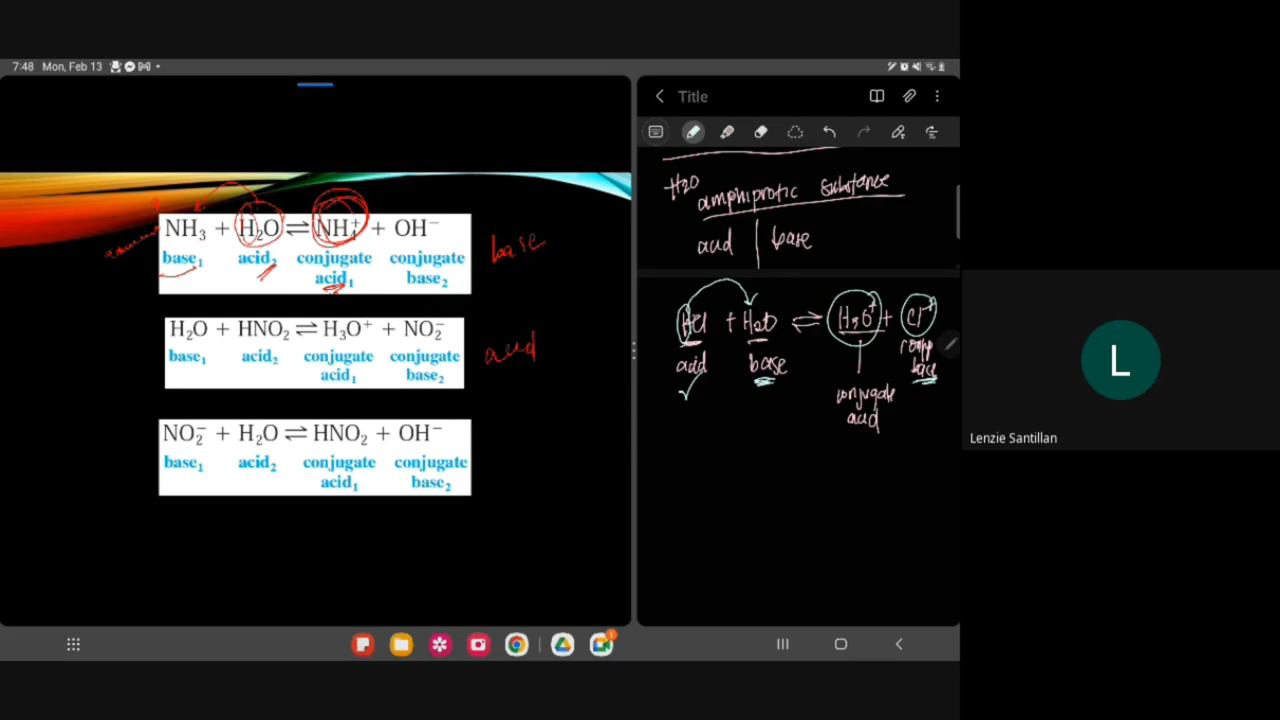 7:48 Mon, Feb 13
Title
NH₃ + H₂O ⇌ NH₄⁺ + OH⁻
base₁ acid₂ conjugate conjugate
acid₁ base₂
base
H₂O + HNO₂ ⇌ H₃O⁺ + NO₂⁻
base₁ acid₂ conjugate conjugate
acid₁ base₂
acid
NO₂⁻ + H₂O ⇌ HNO₂ + OH⁻
base₁ acid₂ conjugate conjugate
acid₁ base₂
H2O
amphiprotic substance
acid | base
HCl + H2O ⇌ H3O⁺ +
acid base
base
conjugate
acid
L
Lenzie Santillan